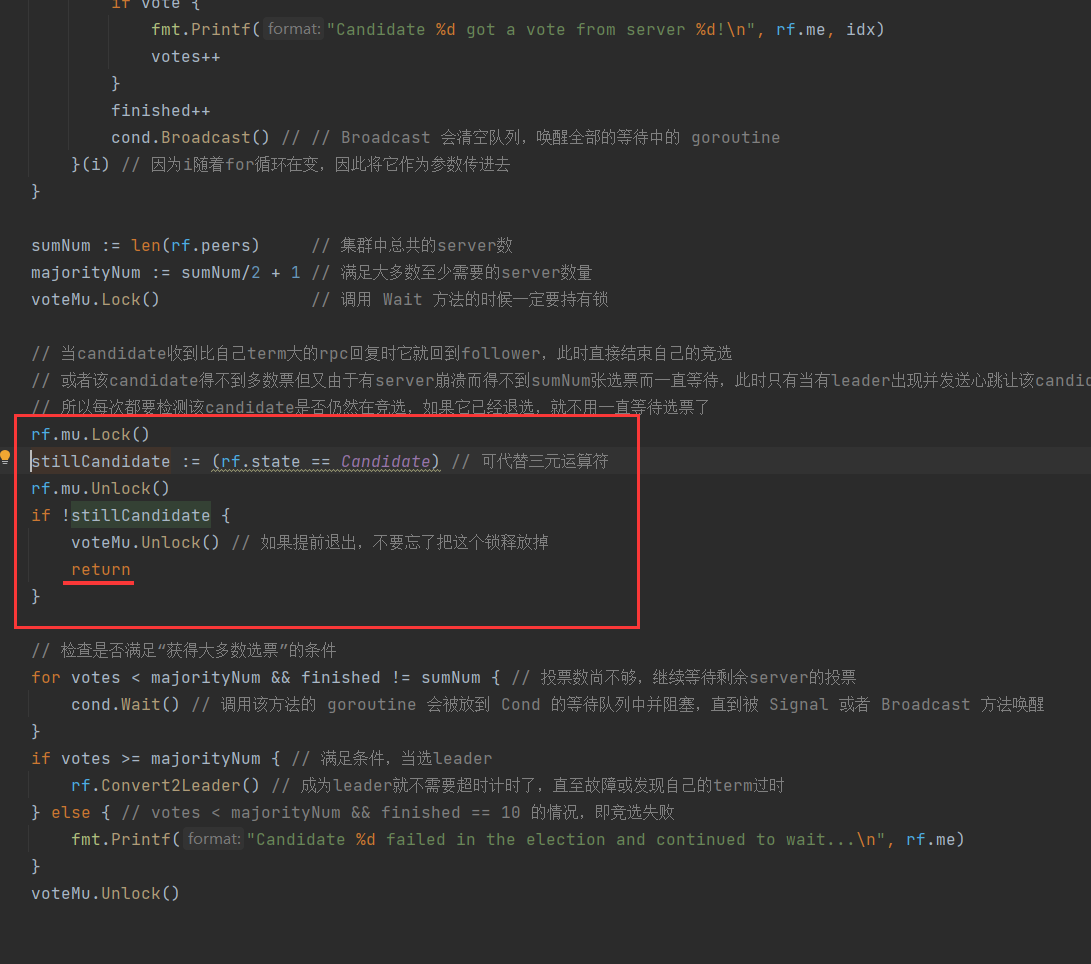 if vote {
fmt.Printf( format: "Candidate %d got a vote from server %d!\n", rf.me, idx)
votes++
}
finished++
cond.Broadcast() // // Broadcast 会清空队列，唤醒全部的等待中的 goroutine
}(i) // 因为i随着for循环在变，因此将它作为参数传进去
}
sumNum := len(rf.peers) // 集群中总共的server数
majorityNum := sumNum/2 + 1 // 满足大多数至少需要的server数量
voteMu.Lock() // 调用 Wait 方法的时候一定要持有锁
// 当candidate收到比自己term大的rpc回复时它就回到follower，此时直接结束自己的竞选
// 或者该candidate得不到多数票但又由于有server崩溃而得不到sumNum张选票而一直等待，此时只有当有leader出现并发送心跳让该candid
// 所以每次都要检测该candidate是否仍然在竞选，如果它已经退选，就不用一直等待选票了
rf.mu.Lock()
stillCandidate := (rf.state == Candidate) // 可代替三元运算符
rf.mu.Unlock()
if !stillCandidate {
voteMu.Unlock() // 如果提前退出，不要忘了把这个锁释放掉
return
}
// 检查是否满足“获得大多数选票”的条件
for votes < majorityNum && finished != sumNum { // 投票数尚不够，继续等待剩余server的投票
cond.Wait() // 调用该方法的 goroutine 会被放到 Cond 的等待队列中并阻塞，直到被 Signal 或者 Broadcast 方法唤醒
}
if votes >= majorityNum { // 满足条件，当选leader
rf.Convert2Leader() // 成为leader就不需要超时计时了，直至故障或发现自己的term过时
} else { // votes < majorityNum && finished == 10 的情况，即竞选失败
fmt.Printf( format: "Candidate %d failed in the election and continued to wait...\n", rf.me)
}
voteMu.Unlock()